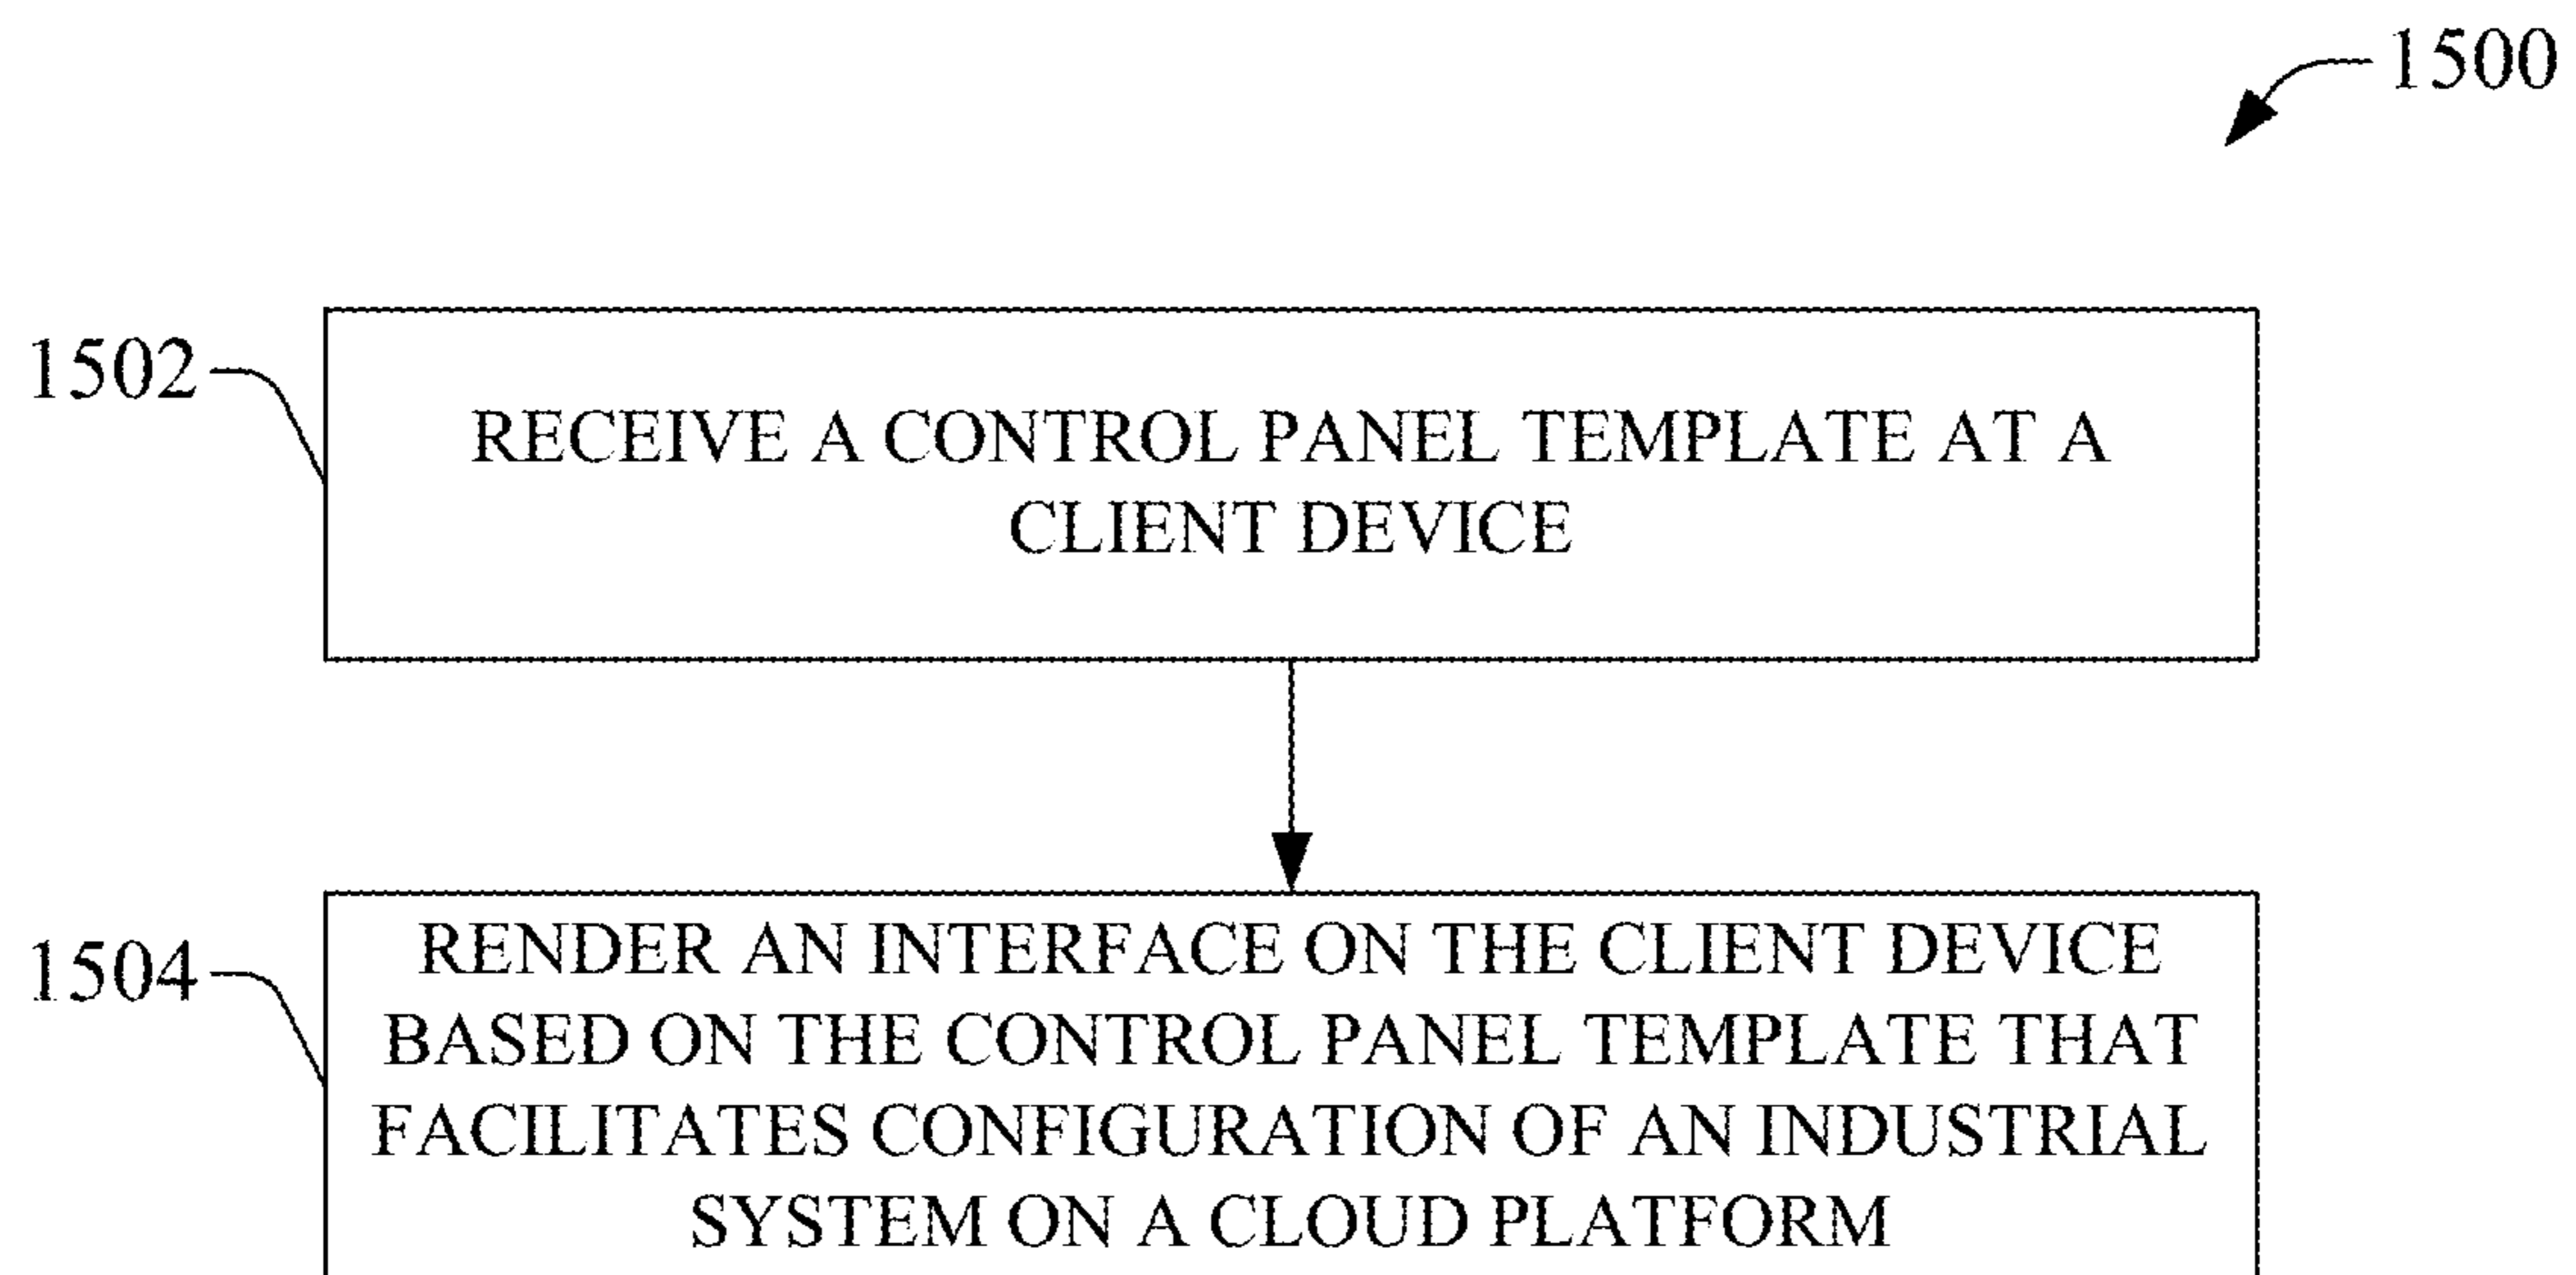 1500
1502
RECEIVE A CONTROL PANEL TEMPLATE AT A
CLIENT DEVICE
1504
RENDER AN INTERFACE ON THE CLIENT DEVICE
BASED ON THE CONTROL PANEL TEMPLATE THAT
FACILITATES CONFIGURATION OF AN INDUSTRIAL
SYSTEM ON A CLOUD PLATFORM